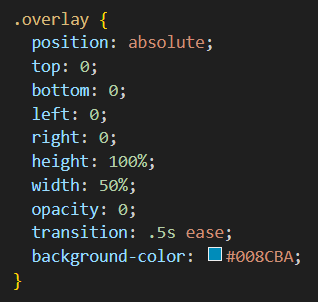 .overlay {
  position: absolute;
  top: 0;
  bottom: 0;
  left: 0;
  right: 0;
  height: 100%;
  width: 50%;
  opacity: 0;
  transition: .5s ease;
  background-color: #008CBA;
}